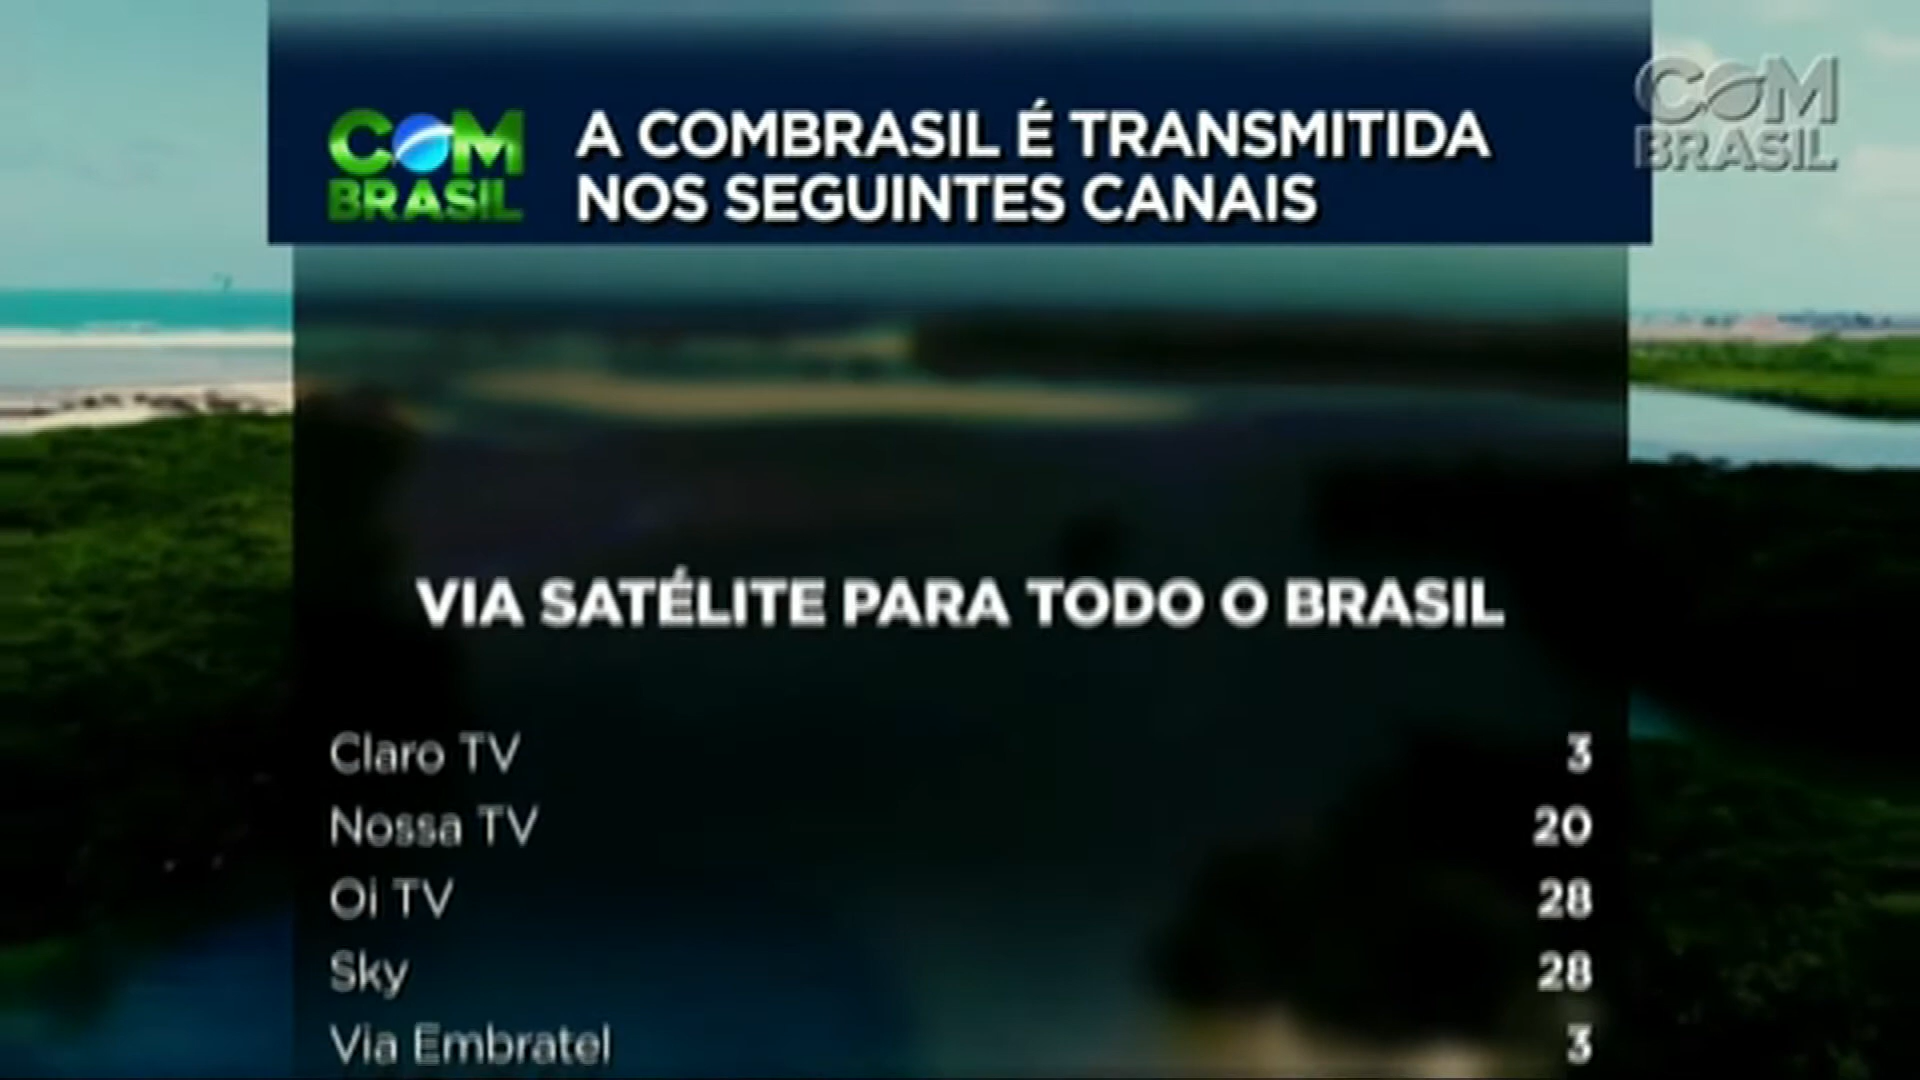 COM
BRASIL
A COMBRASIL É TRANSMITIDA
NOS SEGUINTES CANAIS
COM
BRASIL
VIA SATÉLITE PARA TODO O BRASIL
Claro TV 3
Nossa TV 20
Oi TV 28
Sky 28
Via Embratel 3